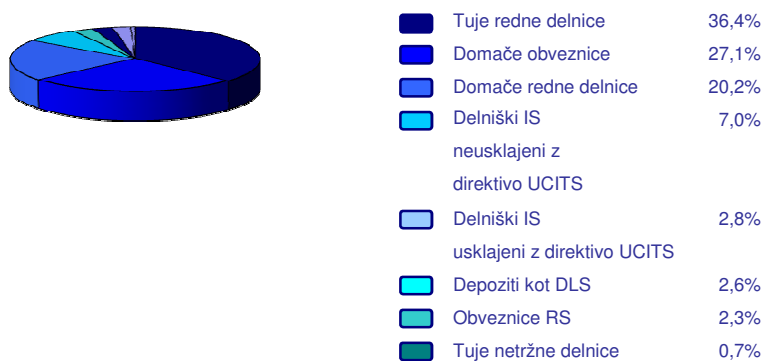 Tuje redne delnice 36,4%
Domače obveznice 27,1%
Domače redne delnice 20,2%
Delniški IS 7,0%
neusklajeni z
direktivo UCITS
Delniški IS 2,8%
usklajeni z direktivo UCITS
Depoziti kot DLS 2,6%
Obveznice RS 2,3%
Tuje netržne delnice 0,7%